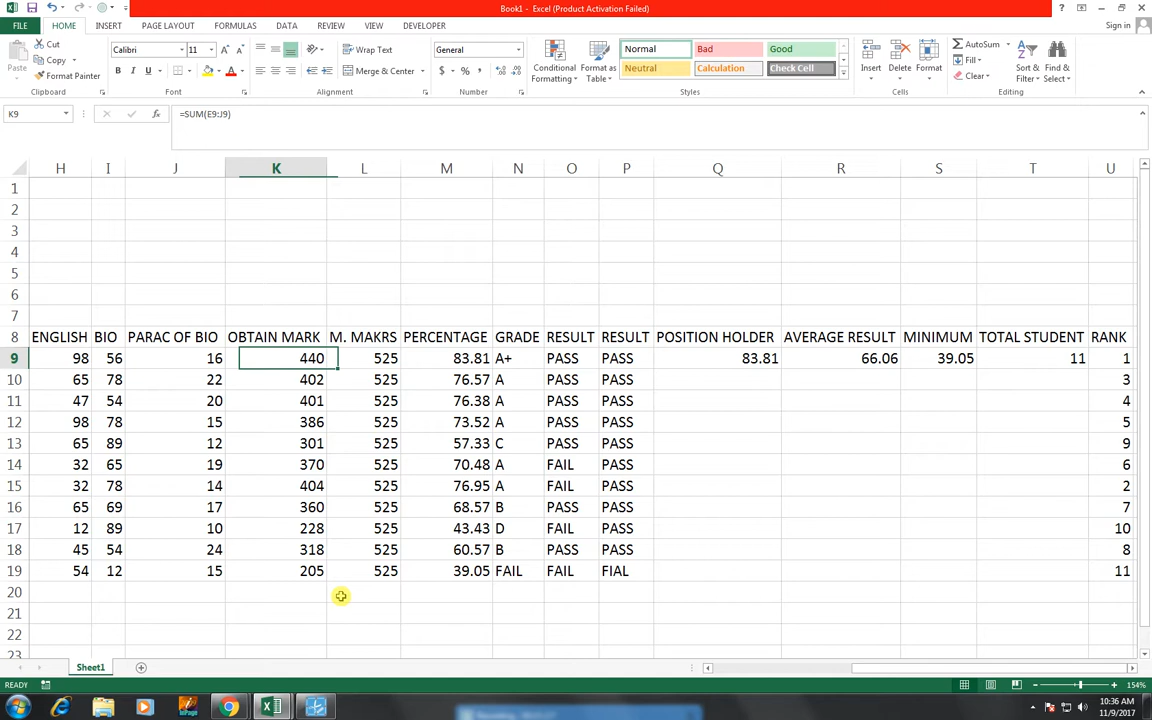 Book1 - Excel (Product Activation Failed)
Sign in
FILE HOME INSERT PAGE LAYOUT FORMULAS DATA REVIEW VIEW DEVELOPER
Paste
Cut
Copy
Format Painter
Clipboard
Calibri 11
B I U
Font
Wrap Text
Merge & Center
Alignment
General
$ % ,
Number
Conditional Formatting
Format as Table
Normal Bad Good
Neutral Calculation Check Cell
Styles
Insert Delete Format
Cells
AutoSum
Fill
Clear
Sort & Filter
Find & Select
Editing
K9 fx =SUM(E9:J9)
H I J K L M N O P Q R S T U
1
2
3
4
5
6
7
8 ENGLISH BIO PARAC OF BIO OBTAIN MARK M. MAKRS PERCENTAGE GRADE RESULT RESULT POSITION HOLDER AVERAGE RESULT MINIMUM TOTAL STUDENT RANK
9 98 56 16 440 525 83.81 A+ PASS PASS 83.81 66.06 39.05 11 1
10 65 78 22 402 525 76.57 A PASS PASS 3
11 47 54 20 401 525 76.38 A PASS PASS 4
12 98 78 15 386 525 73.52 A PASS PASS 5
13 65 89 12 301 525 57.33 C PASS PASS 9
14 32 65 19 370 525 70.48 A FAIL PASS 6
15 32 78 14 404 525 76.95 A FAIL PASS 2
16 65 69 17 360 525 68.57 B PASS PASS 7
17 12 89 10 228 525 43.43 D FAIL PASS 10
18 45 54 24 318 525 60.57 B PASS PASS 8
19 54 12 15 205 525 39.05 FAIL FAIL FIAL 11
20
21
22
23
Sheet1
READY
154%
10:36 AM
11/9/2017